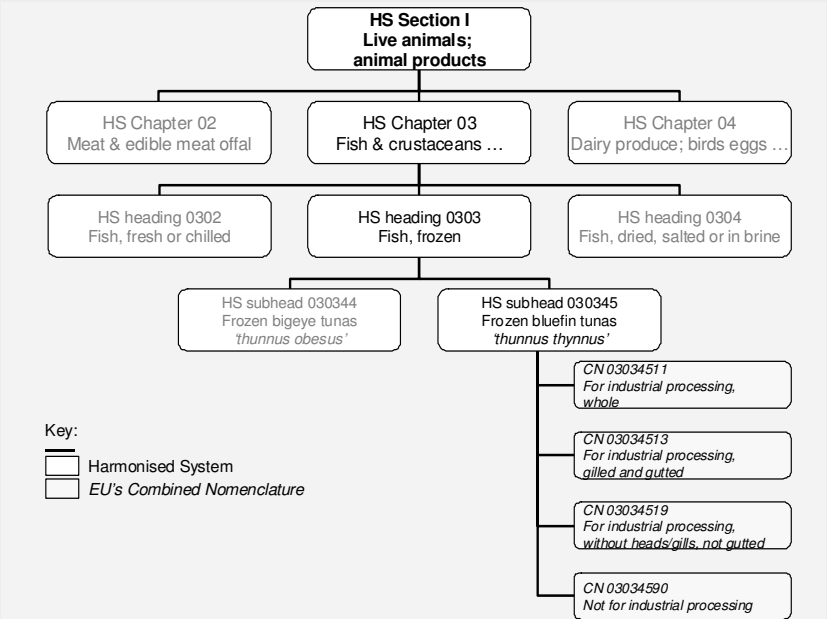 HS Section I
Live animals;
animal products
HS Chapter 02
Meat & edible meat offal
HS Chapter 03
Fish & crustaceans …
HS Chapter 04
Dairy produce; birds eggs …
HS heading 0302
Fish, fresh or chilled
HS heading 0303
Fish, frozen
HS heading 0304
Fish, dried, salted or in brine
HS subhead 030344
Frozen bigeye tunas
‘thunnus obesus’
HS subhead 030345
Frozen bluefin tunas
‘thunnus thynnus’
CN 03034511
For industrial processing,
whole
CN 03034513
For industrial processing,
gilled and gutted
CN 03034519
For industrial processing,
without heads/gills, not gutted
CN 03034590
Not for industrial processing
Key:
Harmonised System
EU’s Combined Nomenclature